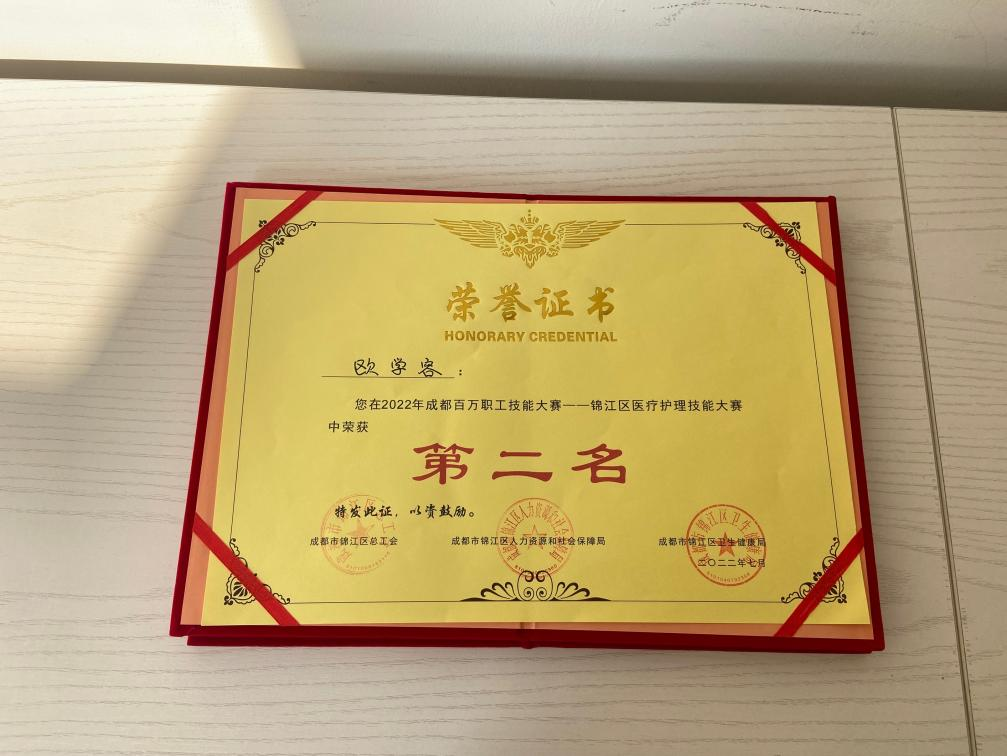 荣誉证书
HONORARY CREDENTIAL
欧学客：
您在2022年成都百万职工技能大赛——锦江区医疗护理技能大赛
中荣获
第二名
特发此证，以资鼓励。
成都市锦江区总工会
成都市锦江区人力资源和社会保障局
成都市锦江区卫生健康局
二〇二二年七月